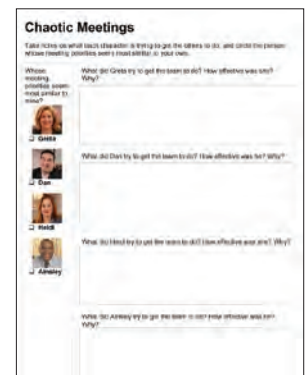 Chaotic Meetings
Take notes on what each character is trying to get the others to do, and circle the person
whose meeting priorities seem most similar to your own.
Whose
meeting
priorities seem
most similar to
mine?
What did Greta try to get the team to do? How effective was she?
Why?
Greta
What did Dan try to get the team to do? How effective was he? Why?
Dan
Heidi
What did Heidi try to get the team to do? How effective was she? Why?
Ainsley
What did Ainsley try to get the team to do? How effective was he?
Why?